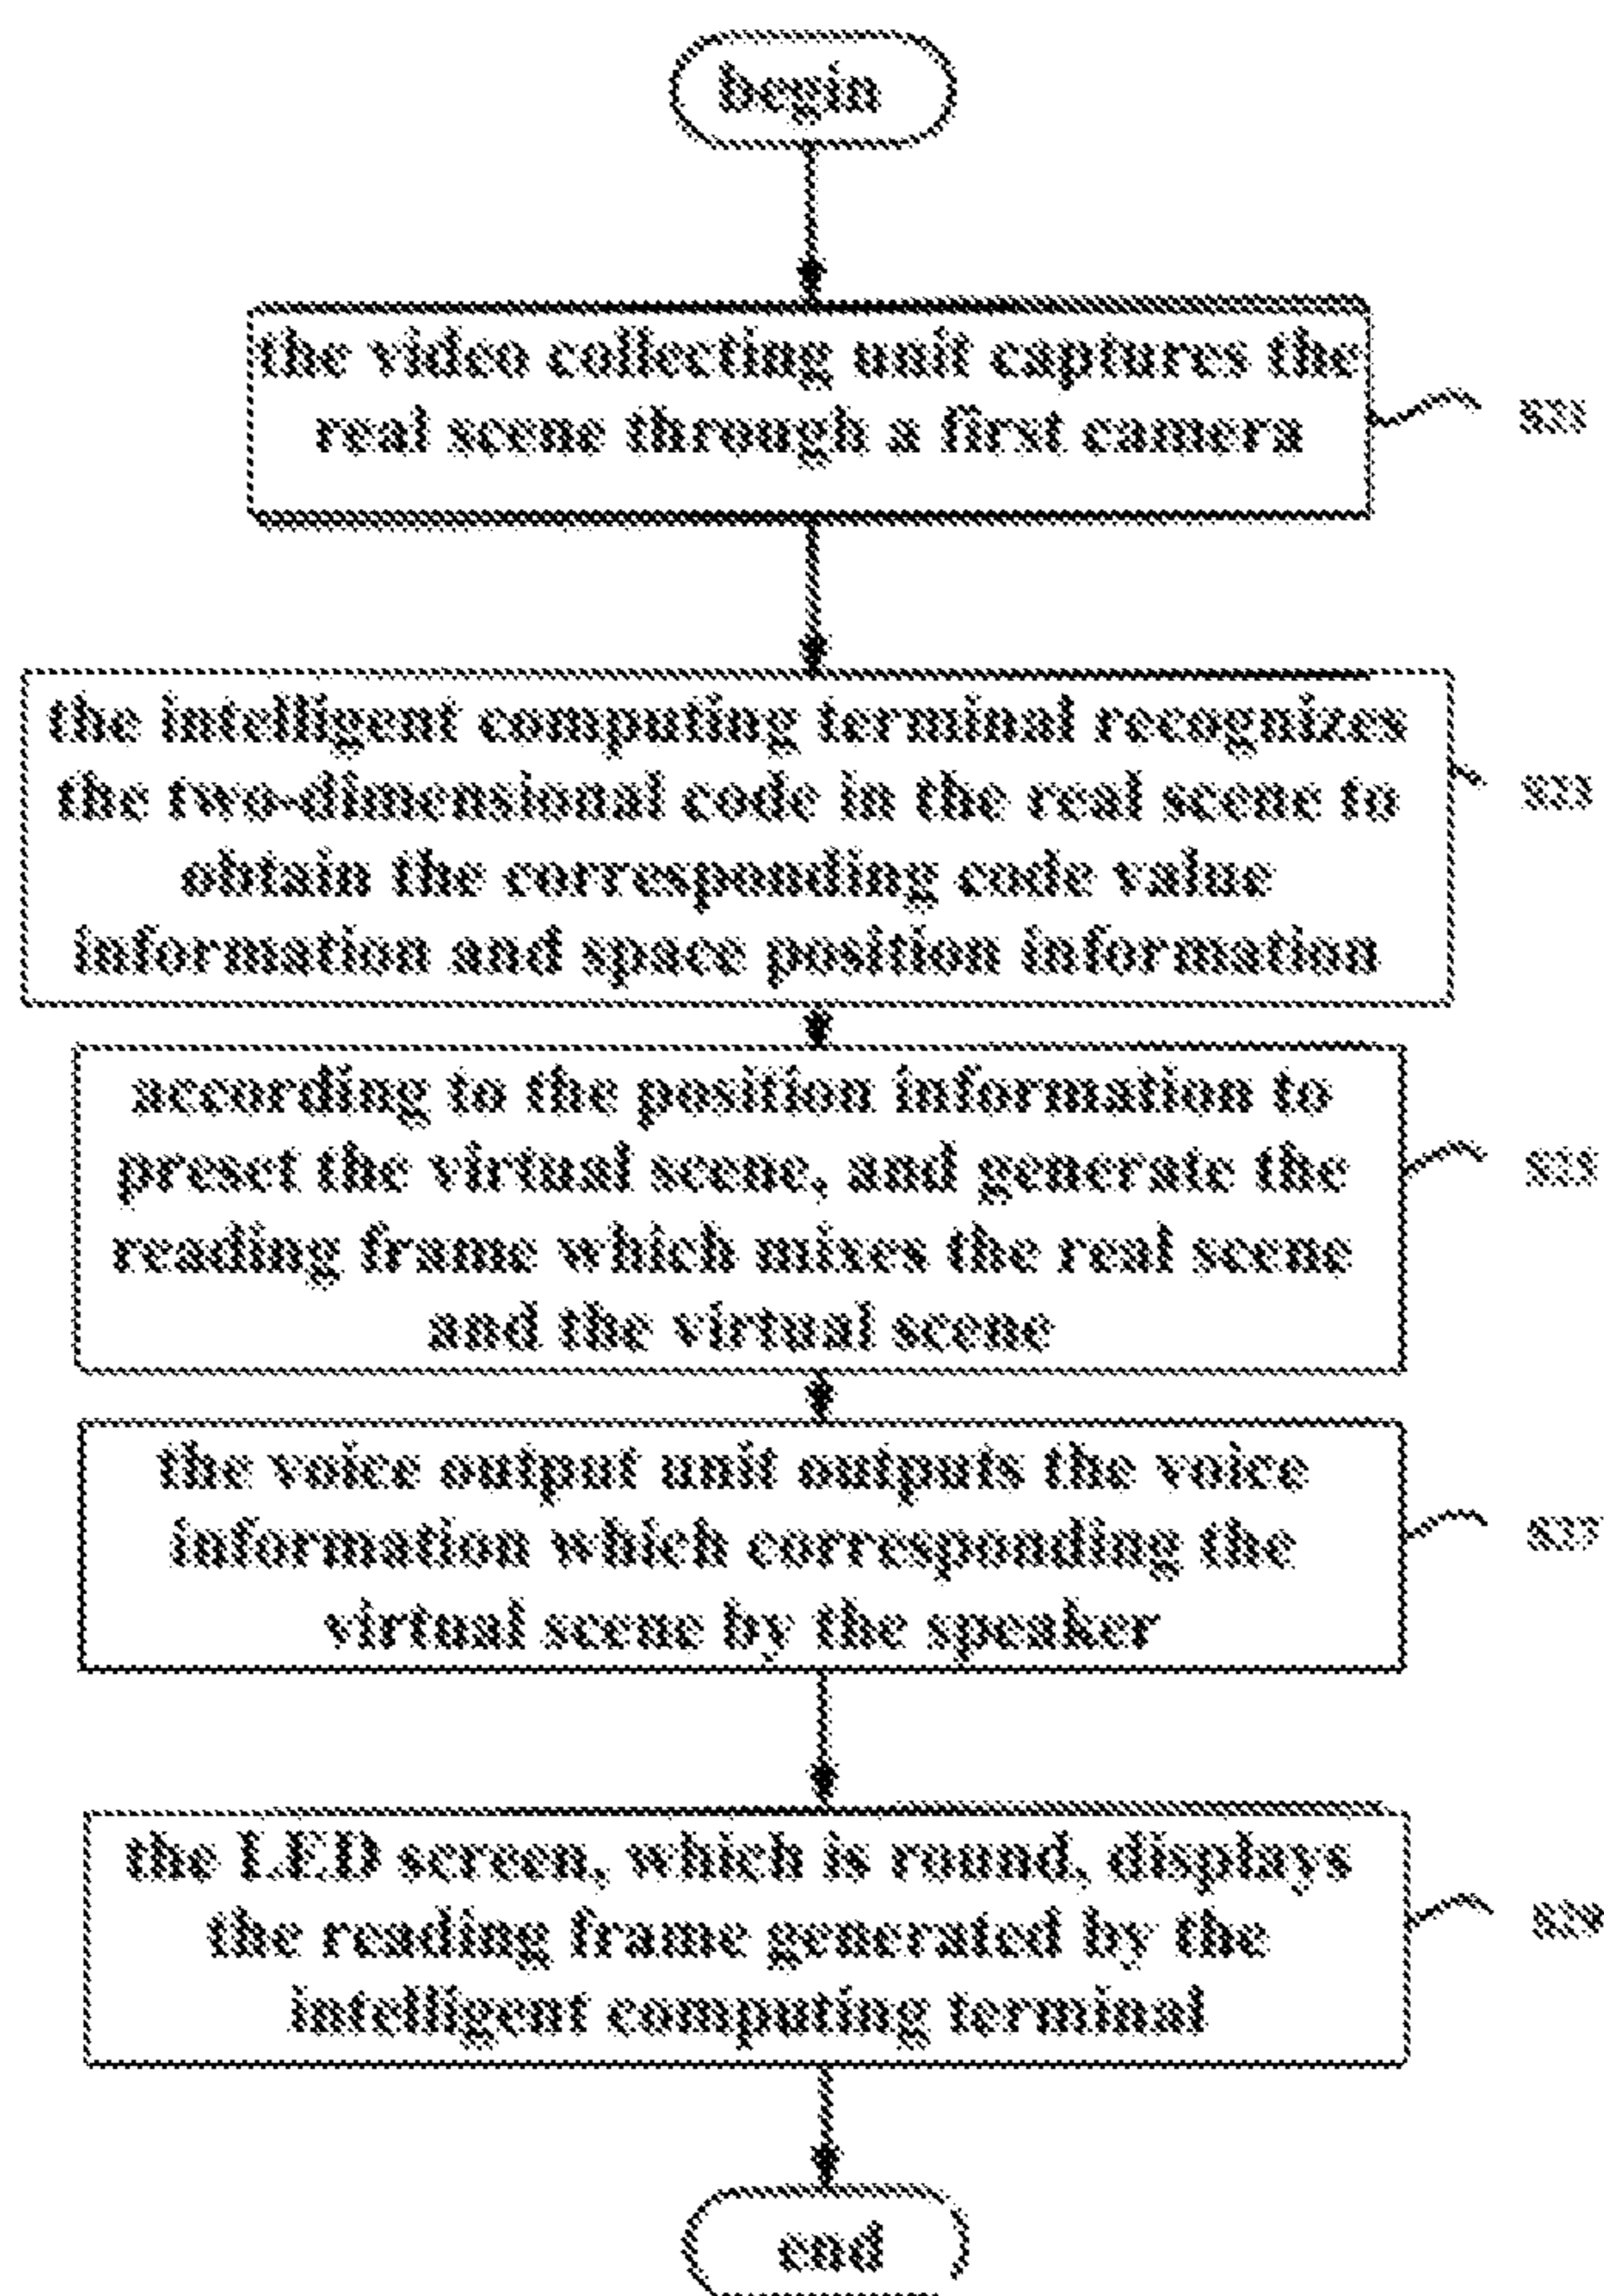 begin
the video collecting unit captures the
real scene through a first camera
the intelligent computing terminal recognizes
the two-dimensional code in the real scene to
obtain the corresponding code value
information and space position information
according to the position information to
preset the virtual scene, and generate the
reading frame which mixes the real scene
and the virtual scene
the voice output unit outputs the voice
information which corresponding the
virtual scene by the speaker
the LED screen, which is round, displays
the reading frame generated by the
intelligent computing terminal
end